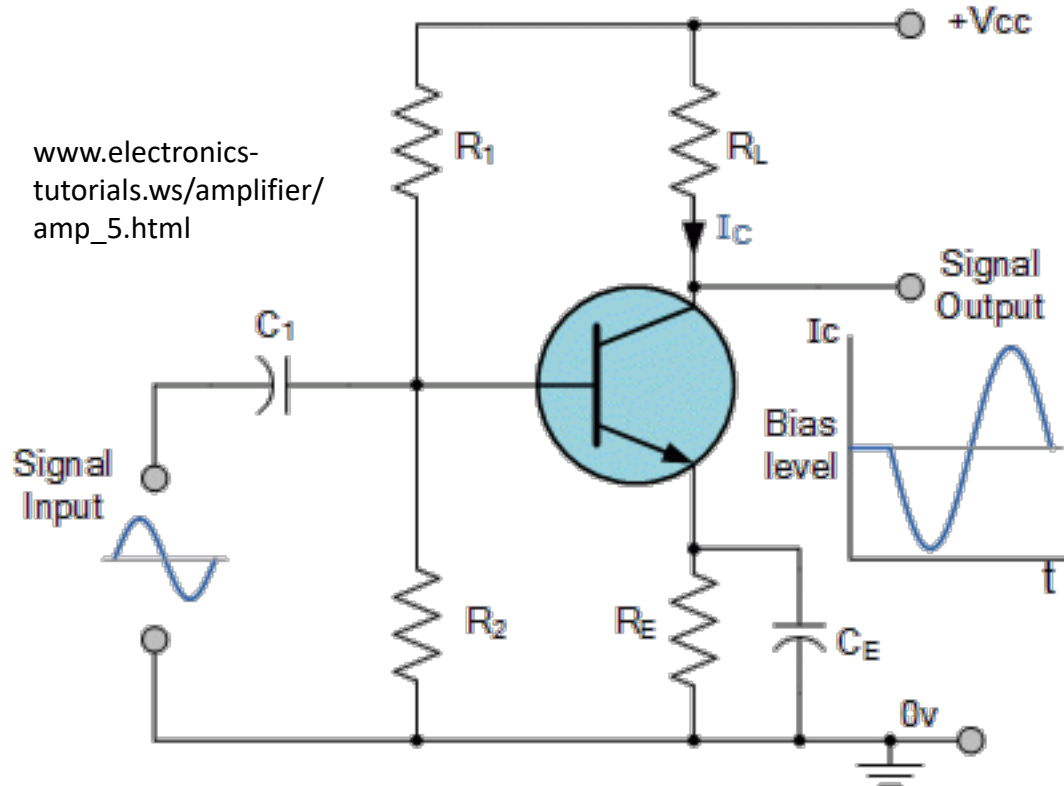 +Vcc
www.electronics-
tutorials.ws/amplifier/
amp_5.html
R1
RL
IC
Signal
Output
C1
Ic
Bias
level
t
Signal
Input
R2
RE
CE
0v